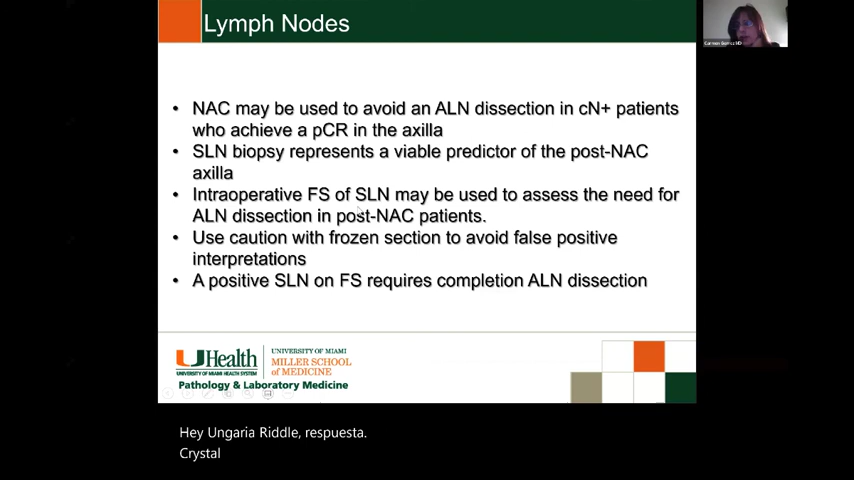 Lymph Nodes
• NAC may be used to avoid an ALN dissection in cN+ patients
who achieve a pCR in the axilla
• SLN biopsy represents a viable predictor of the post-NAC
axilla
• Intraoperative FS of SLN may be used to assess the need for
ALN dissection in post-NAC patients.
• Use caution with frozen section to avoid false positive
interpretations
• A positive SLN on FS requires completion ALN dissection
UHealth
UNIVERSITY OF MIAMI HEALTH SYSTEM
UNIVERSITY OF MIAMI
MILLER SCHOOL
of MEDICINE
Pathology & Laboratory Medicine
Hey Ungaria Riddle, respuesta.
Crystal